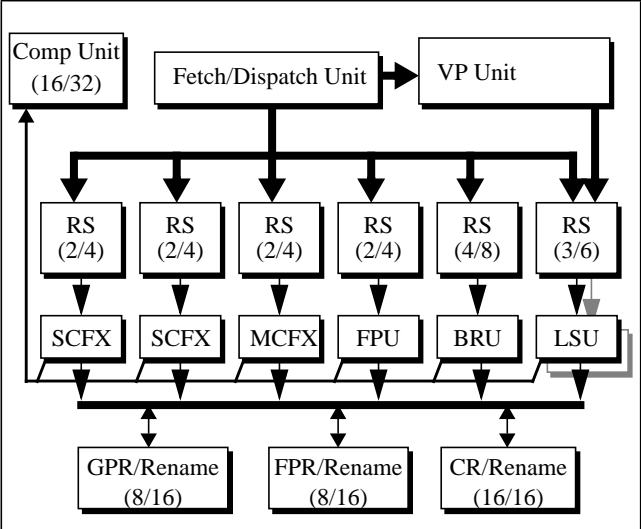 Comp Unit
(16/32)
Fetch/Dispatch Unit
VP Unit
RS
(2/4)
RS
(2/4)
RS
(2/4)
RS
(2/4)
RS
(4/8)
RS
(3/6)
SCFX
SCFX
MCFX
FPU
BRU
LSU
GPR/Rename
(8/16)
FPR/Rename
(8/16)
CR/Rename
(16/16)